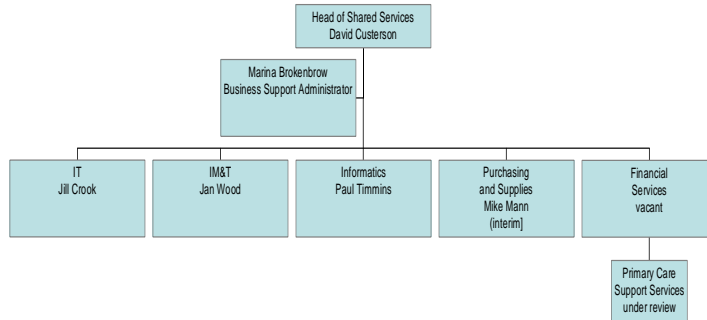 Head of Shared Services
David Custerson
Marina Brokenbrow
Business Support Administrator
IT
Jill Crook
IM&T
Jan Wood
Informatics
Paul Timmins
Purchasing
and Supplies
Mike Mann
(interim]
Financial
Services
vacant
Primary Care
Support Services
under review